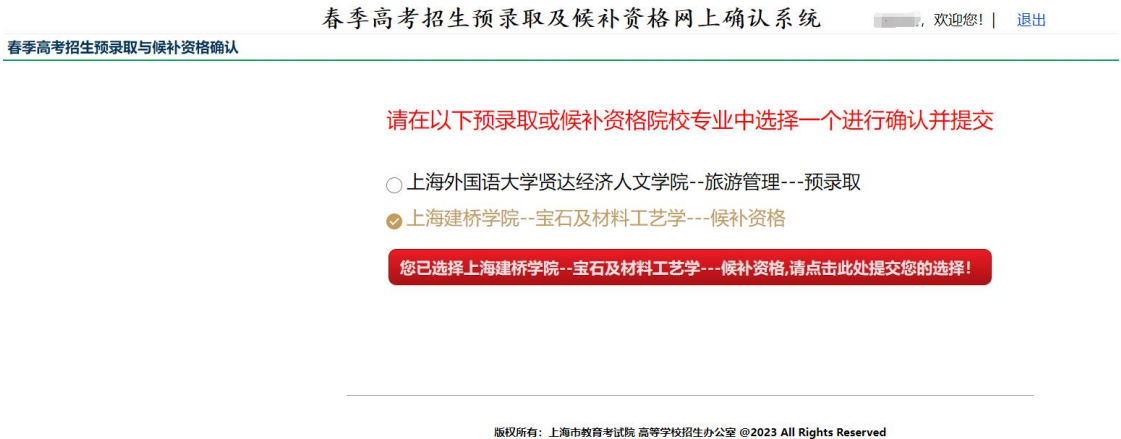 春季高考招生预录取及候补资格网上确认系统
，欢迎您! | 退出
春季高考招生预录取与候补资格确认
请在以下预录取或候补资格院校专业中选择一个进行确认并提交
上海外国语大学贤达经济人文学院--旅游管理---预录取
上海建桥学院--宝石及材料工艺学---候补资格
您已选择上海建桥学院--宝石及材料工艺学---候补资格,请点击此处提交您的选择!
版权所有：上海市教育考试院 高等学校招生办公室 @2023 All Rights Reserved